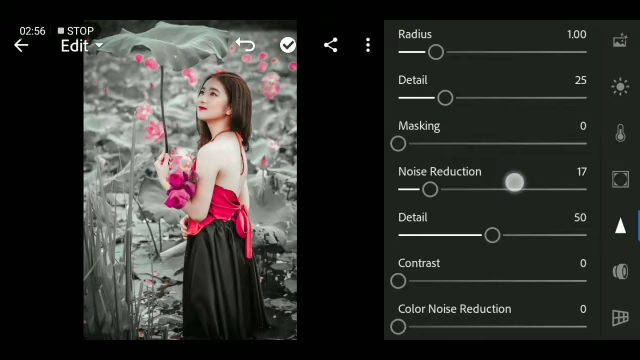 02:56 STOP
Edit
Radius 1.00
Detail 25
Masking 0
Noise Reduction 17
Detail 50
Contrast 0
Color Noise Reduction 0